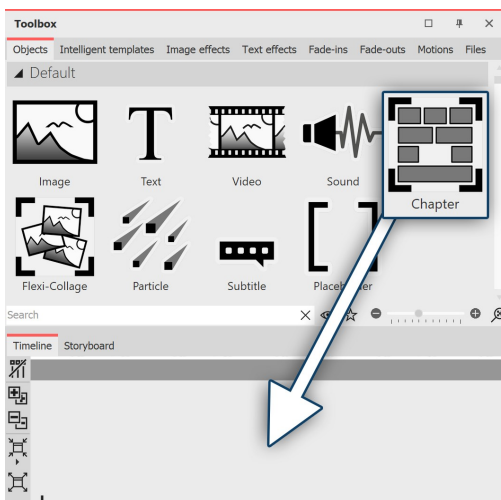 Toolbox
Objects Intelligent templates Image effects Text effects Fade-ins Fade-outs Motions Files
Default
Image Text Video Sound Chapter
Flexi-Collage Particle Subtitle
Search
Timeline Storyboard